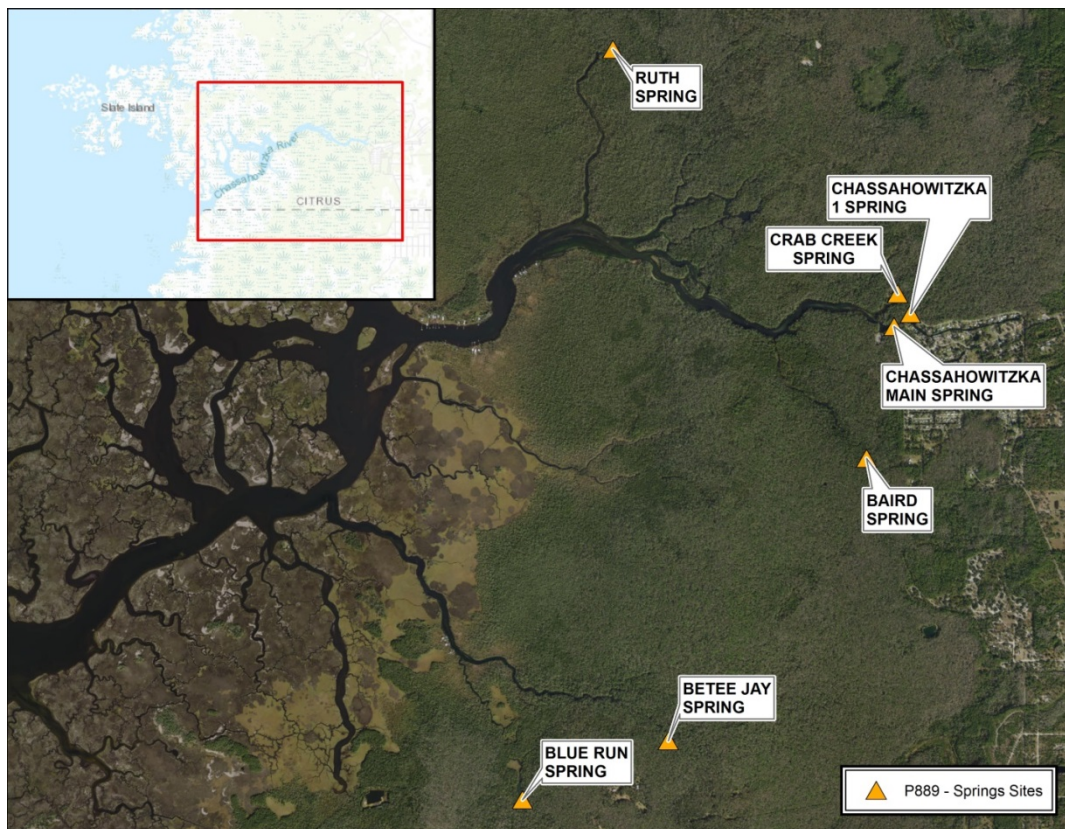 Slate Island
Chassahowitzka River
CITRUS
RUTH
SPRING
CHASSAHOWITZKA
1 SPRING
CRAB CREEK
SPRING
CHASSAHOWITZKA
MAIN SPRING
BAIRD
SPRING
BETEE JAY
SPRING
BLUE RUN
SPRING
P889 - Springs Sites